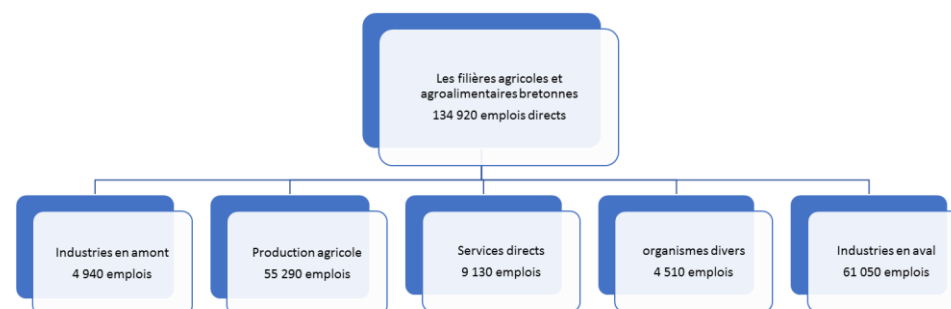 Les filières agricoles et
agroalimentaires bretonnes
134 920 emplois directs
Industries en amont
4 940 emplois
Production agricole
55 290 emplois
Services directs
9 130 emplois
organismes divers
4 510 emplois
Industries en aval
61 050 emplois